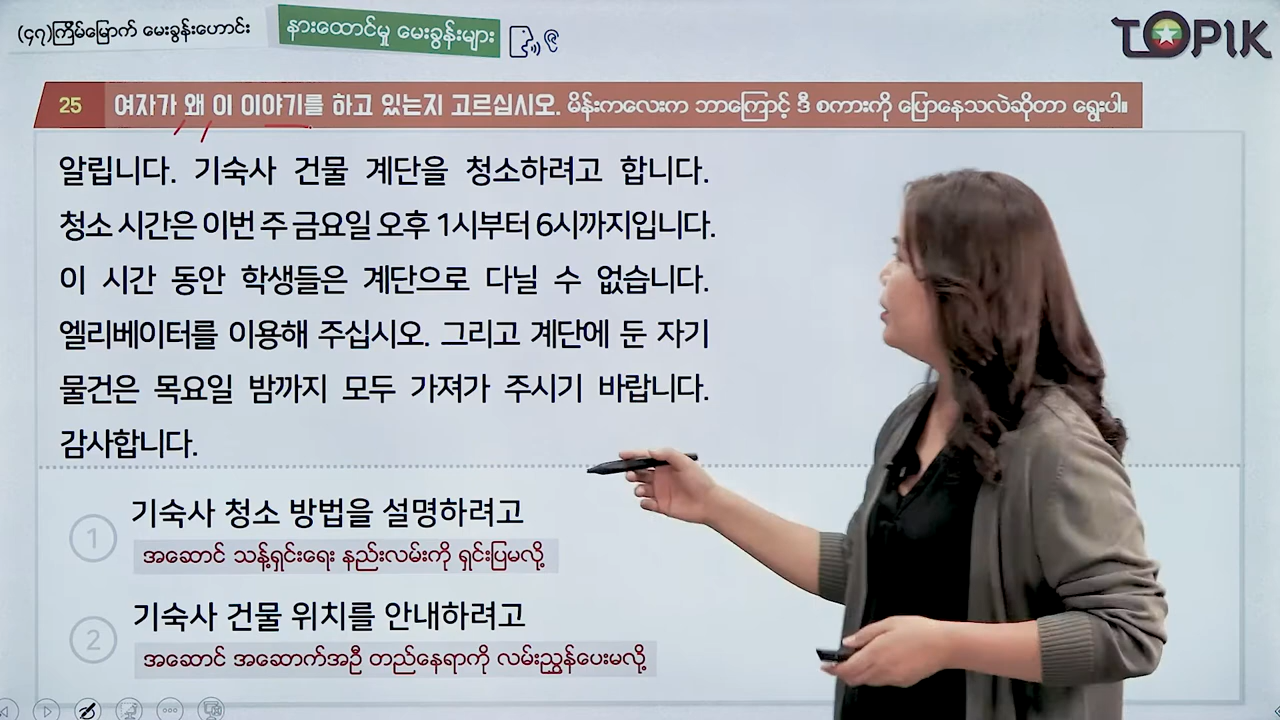 (၄၇)ကြိမ်မြောက် မေးခွန်းဟောင်း
နားထောင်မှု မေးခွန်းများ
TOPIK
25 여자가 왜 이 이야기를 하고 있는지 고르십시오. မိန်းကလေးက ဘာကြောင့် ဒီ စကားကို ပြောနေသလဲဆိုတာ ရွေးပါ။
알립니다. 기숙사 건물 계단을 청소하려고 합니다.
청소 시간은 이번 주 금요일 오후 1시부터 6시까지입니다.
이 시간 동안 학생들은 계단으로 다닐 수 없습니다.
엘리베이터를 이용해 주십시오. 그리고 계단에 둔 자기
물건은 목요일 밤까지 모두 가져가 주시기 바랍니다.
감사합니다.
1 기숙사 청소 방법을 설명하려고
အဆောင် သန့်ရှင်းရေး နည်းလမ်းကို ရှင်းပြမလို့
2 기숙사 건물 위치를 안내하려고
အဆောင် အဆောက်အဦ တည်နေရာကို လမ်းညွှန်ပေးမလို့